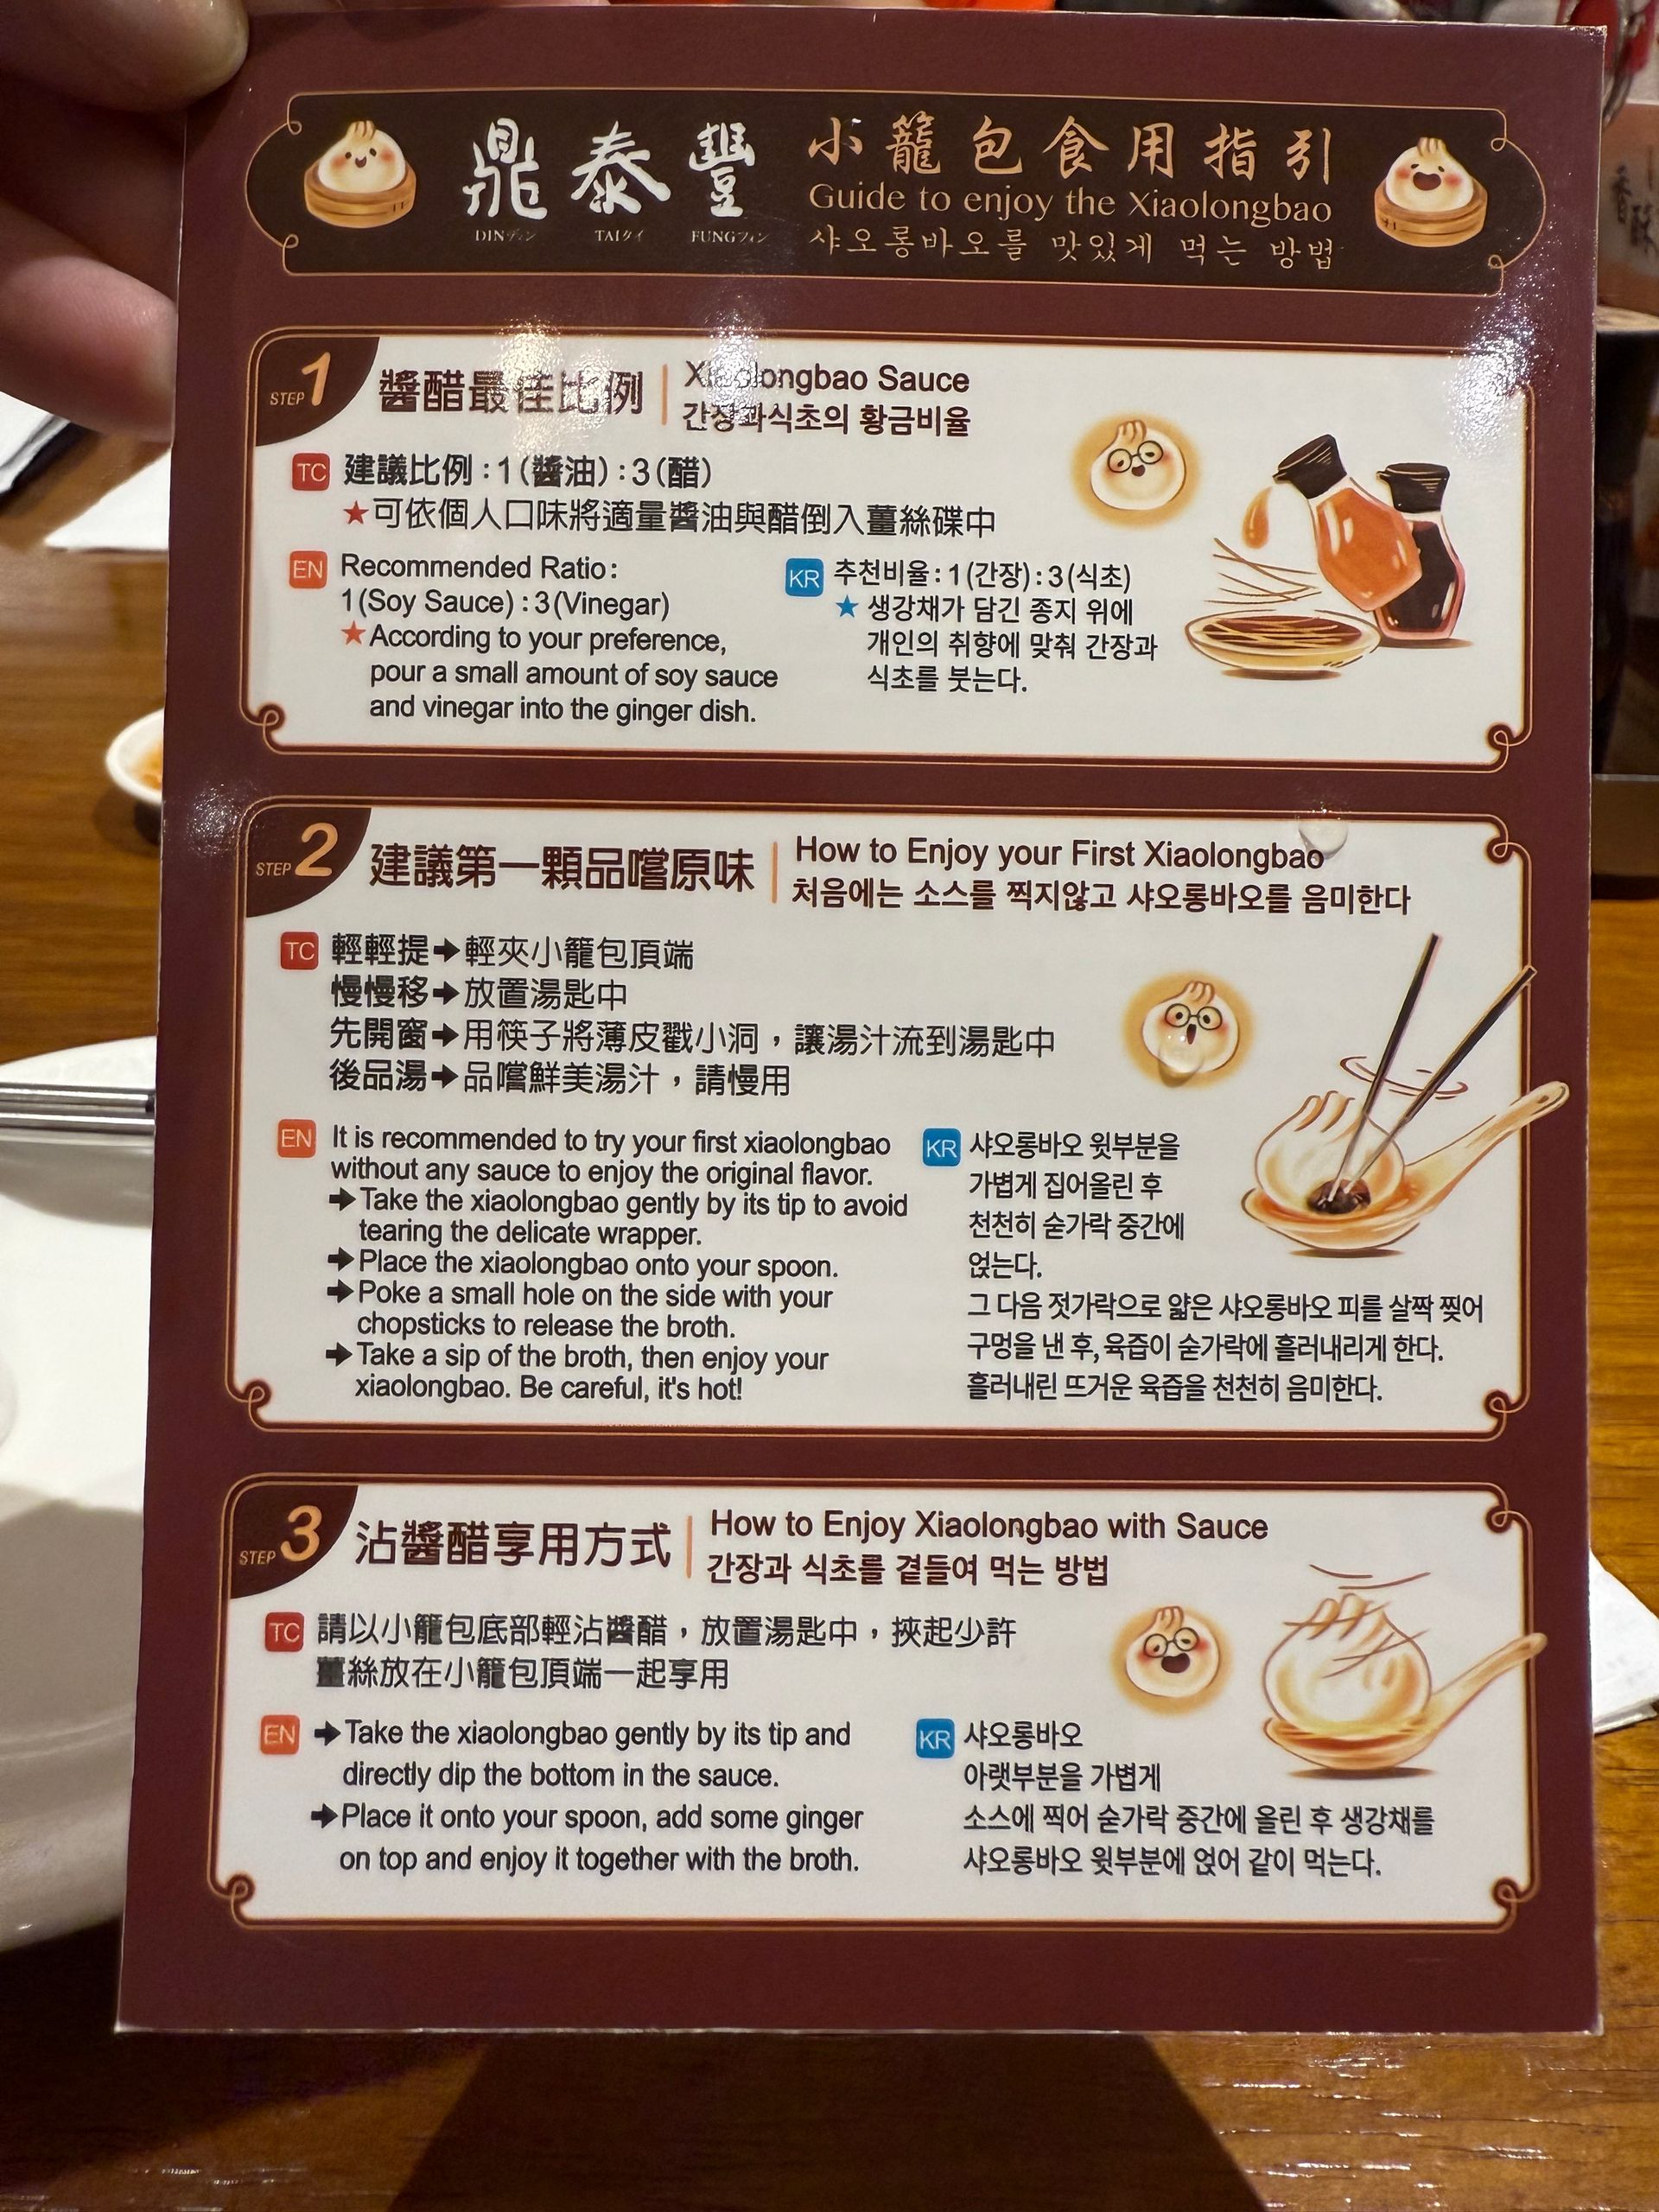 鼎泰豐
DINディン TAIタイ FUNGフォン
小籠包食用指引
Guide to enjoy the Xiaolongbao
샤오롱바오를 맛있게 먹는 방법
STEP 1
醬醋最佳比例
Xiaolongbao Sauce
간장과식초의 황금비율
TC 建議比例:1(醬油):3(醋)
★可依個人口味將適量醬油與醋倒入薑絲碟中
EN Recommended Ratio:
1(Soy Sauce):3(Vinegar)
★According to your preference,
pour a small amount of soy sauce
and vinegar into the ginger dish.
KR 추천비율:1(간장):3(식초)
★ 생강채가 담긴 종지 위에
개인의 취향에 맞춰 간장과
식초를 붓는다.
STEP 2
建議第一顆品嚐原味
How to Enjoy your First Xiaolongbao
처음에는 소스를 찍지않고 샤오롱바오를 음미한다
TC 輕輕提➡輕夾小籠包頂端
慢慢移➡放置湯匙中
先開窗➡用筷子將薄皮戳小洞，讓湯汁流到湯匙中
後品湯➡品嚐鮮美湯汁，請慢用
EN It is recommended to try your first xiaolongbao
without any sauce to enjoy the original flavor.
➡Take the xiaolongbao gently by its tip to avoid
tearing the delicate wrapper.
➡Place the xiaolongbao onto your spoon.
➡Poke a small hole on the side with your
chopsticks to release the broth.
➡Take a sip of the broth, then enjoy your
xiaolongbao. Be careful, it's hot!
KR 샤오롱바오 윗부분을
가볍게 집어올린 후
천천히 숟가락 중간에
얹는다.
그 다음 젓가락으로 얇은 샤오롱바오 피를 살짝 찢어
구멍을 낸 후, 육즙이 숟가락에 흘러내리게 한다.
흘러내린 뜨거운 육즙을 천천히 음미한다.
STEP 3
沾醬醋享用方式
How to Enjoy Xiaolongbao with Sauce
간장과 식초를 곁들여 먹는 방법
TC 請以小籠包底部輕沾醬醋，放置湯匙中，挾起少許
薑絲放在小籠包頂端一起享用
EN ➡Take the xiaolongbao gently by its tip and
directly dip the bottom in the sauce.
➡Place it onto your spoon, add some ginger
on top and enjoy it together with the broth.
KR 샤오롱바오
아랫부분을 가볍게
소스에 찍어 숟가락 중간에 올린 후 생강채를
샤오롱바오 윗부분에 얹어 같이 먹는다.